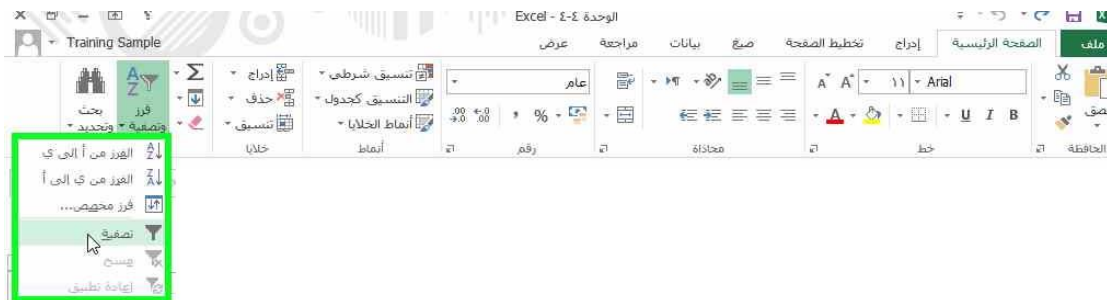 الوحدة ٤-٤ - Excel
ملف الصفحة الرئيسية إدراج تخطيط الصفحة صيغ بيانات مراجعة عرض Training Sample
Arial ١١ عام تنسيق شرطي إدراج
التنسيق كجدول حذف
B I U % أنماط الخلايا تنسيق
فرز وتصفية بحث وتحديد
الحافظة خط محاذاة رقم أنماط خلايا
الفرز من أ إلى ي
الفرز من ي إلى أ
فرز مخصص...
تصفية
مسح
إعادة تطبيق